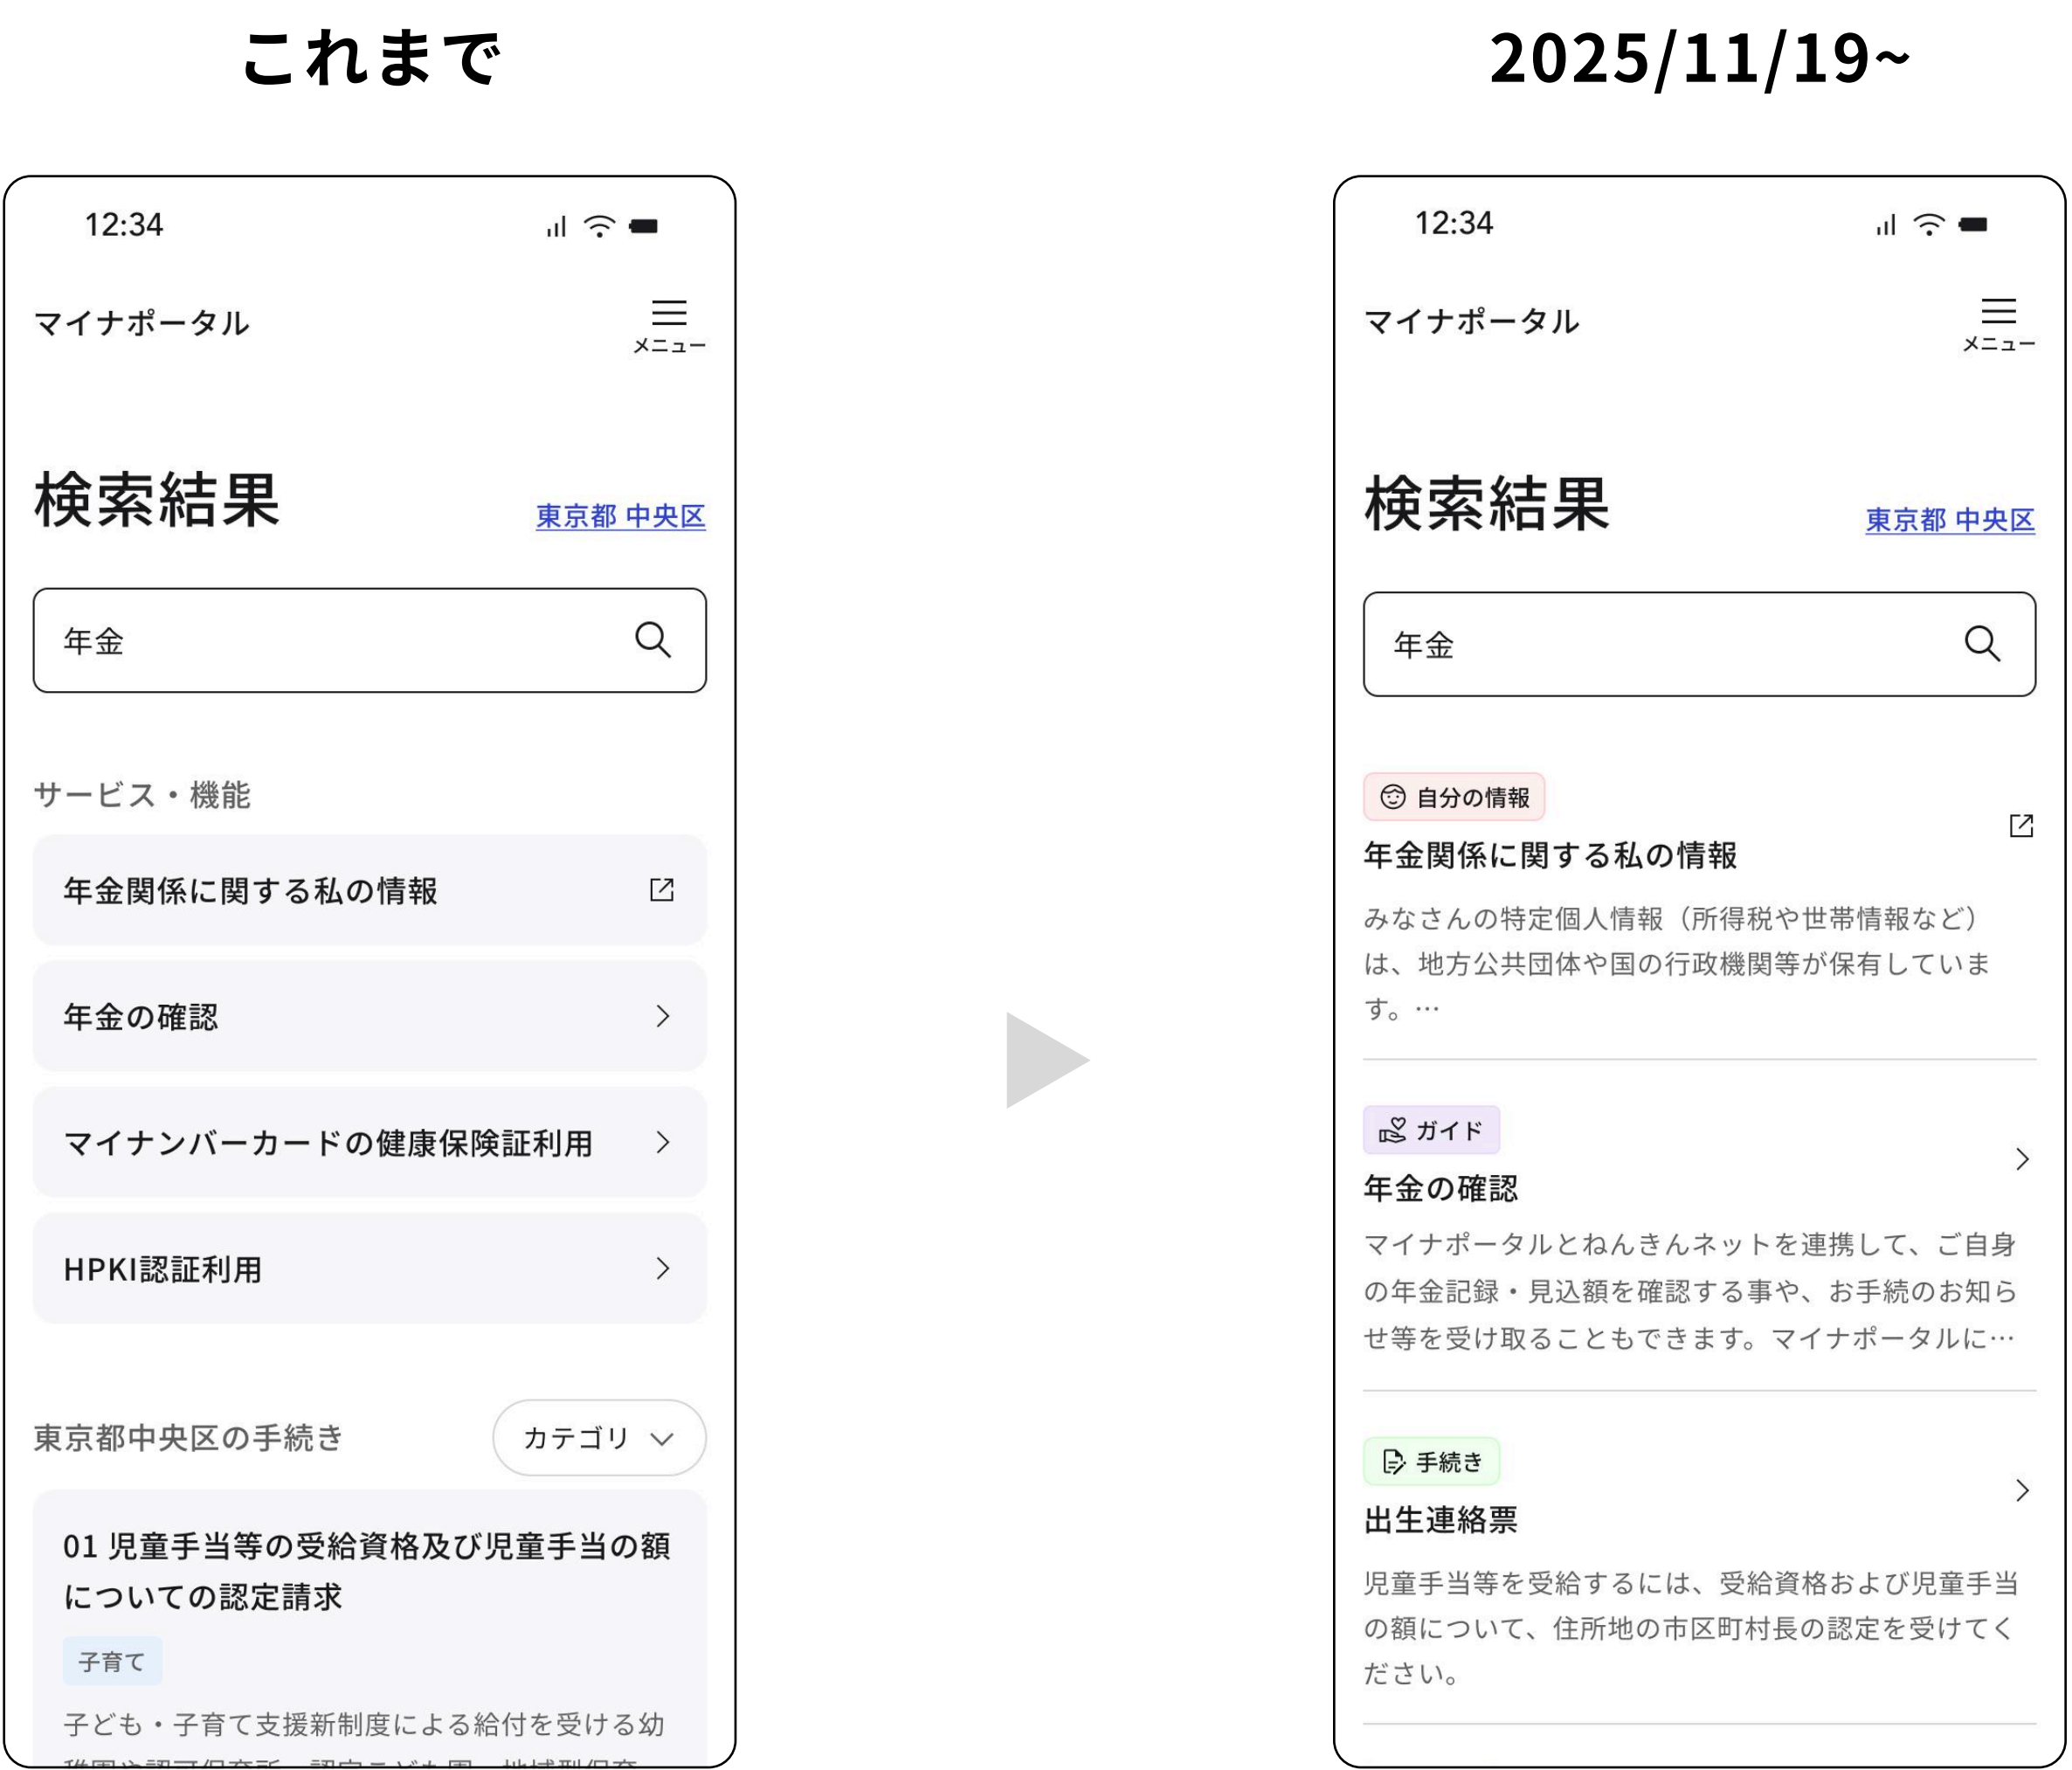 これまで
12:34
マイナポータル
メニュー
検索結果
東京都 中央区
年金
サービス・機能
年金関係に関する私の情報
年金の確認
マイナンバーカードの健康保険証利用
HPKI認証利用
東京都中央区の手続き
カテゴリ
01 児童手当等の受給資格及び児童手当の額
についての認定請求
子育て
子ども・子育て支援新制度による給付を受ける幼
2025/11/19~
12:34
マイナポータル
メニュー
検索結果
東京都 中央区
年金
自分の情報
年金関係に関する私の情報
みなさんの特定個人情報（所得税や世帯情報など）
は、地方公共団体や国の行政機関等が保有していま
す。…
ガイド
年金の確認
マイナポータルとねんきんネットを連携して、ご自身
の年金記録・見込額を確認する事や、お手続のお知ら
せ等を受け取ることもできます。マイナポータルに…
手続き
出生連絡票
児童手当等を受給するには、受給資格および児童手当
の額について、住所地の市区町村長の認定を受けてく
ださい。